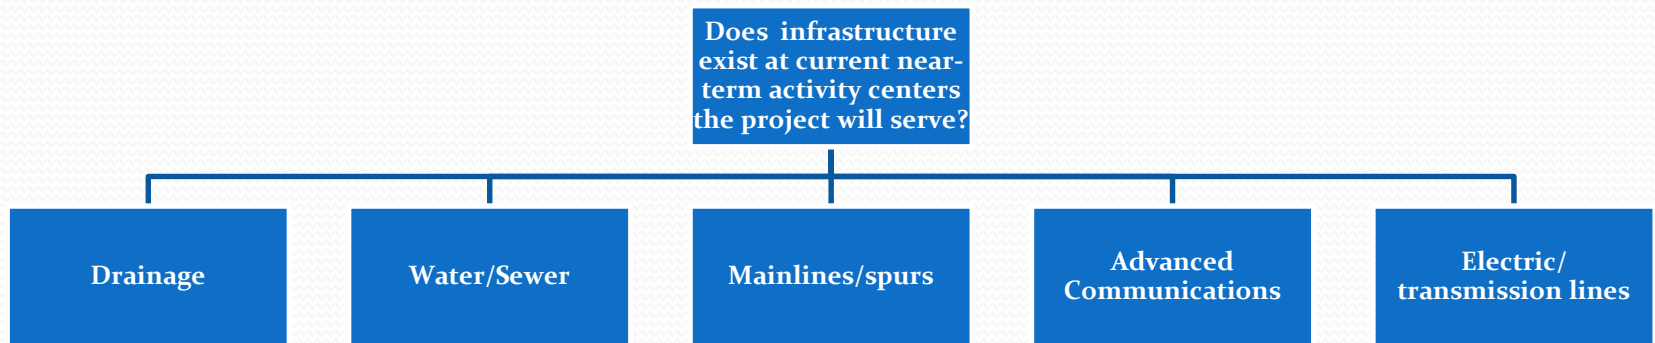 Does infrastructure
exist at current near-
term activity centers
the project will serve?
Drainage
Water/Sewer
Mainlines/spurs
Advanced
Communications
Electric/
transmission lines